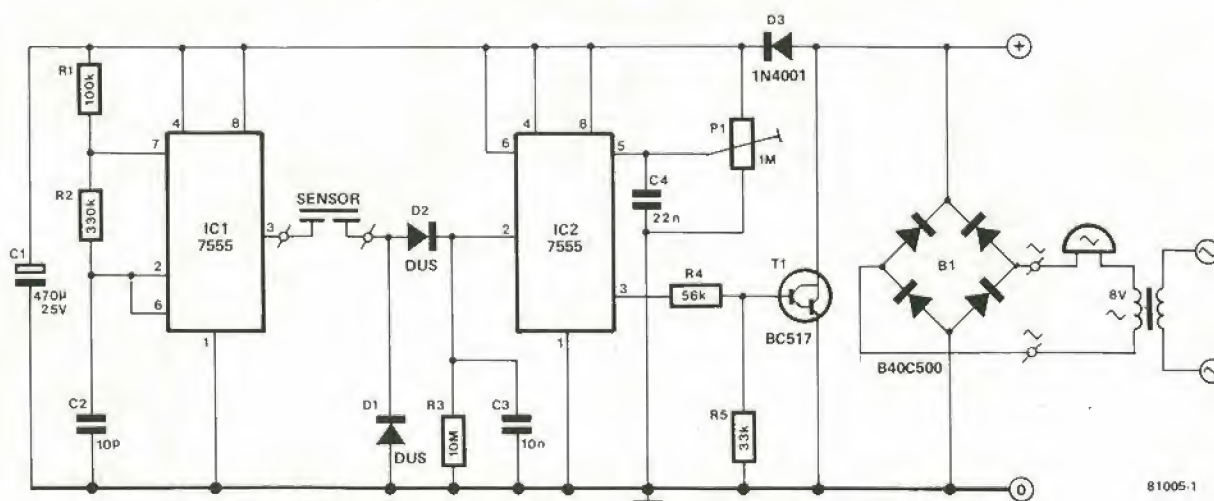 D3
+
1N4001
R1
100k
4
8
4
8
6
7
5
P1
1M
R2
330k
IC1
7555
3
SENSOR
D2
DUS
2
IC2
7555
C4
22n
C1
470µ
25V
2
6
3
R4
56k
T1
BC517
B1
B40C500
~
~
~
8V
~
~
~
1
1
C2
10p
D1
DUS
R3
10M
C3
10n
R5
33k
0
81005-1